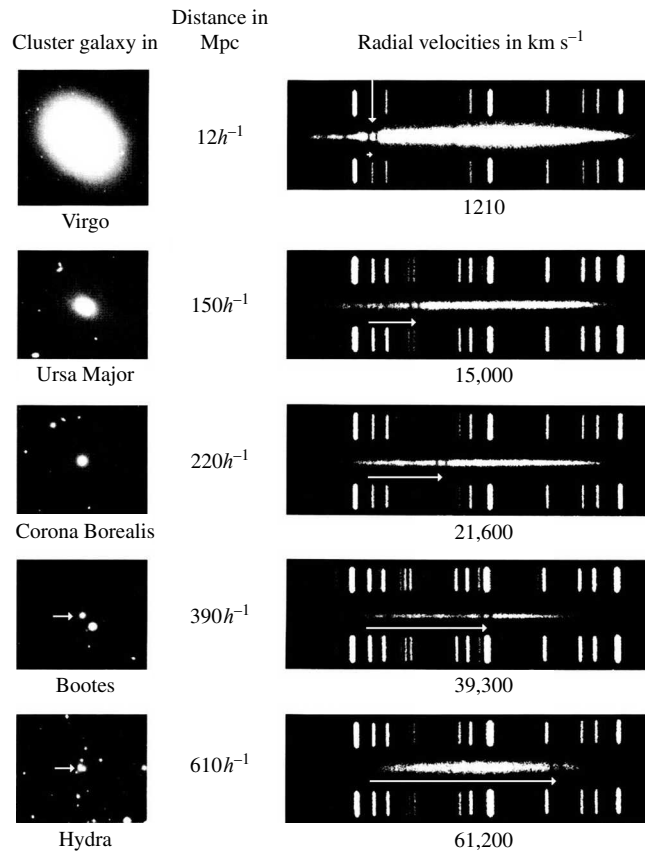 Cluster galaxy in
Distance in
Mpc
Radial velocities in km s⁻¹
12h⁻¹
Virgo
1210
150h⁻¹
Ursa Major
15,000
220h⁻¹
Corona Borealis
21,600
390h⁻¹
Bootes
39,300
610h⁻¹
Hydra
61,200